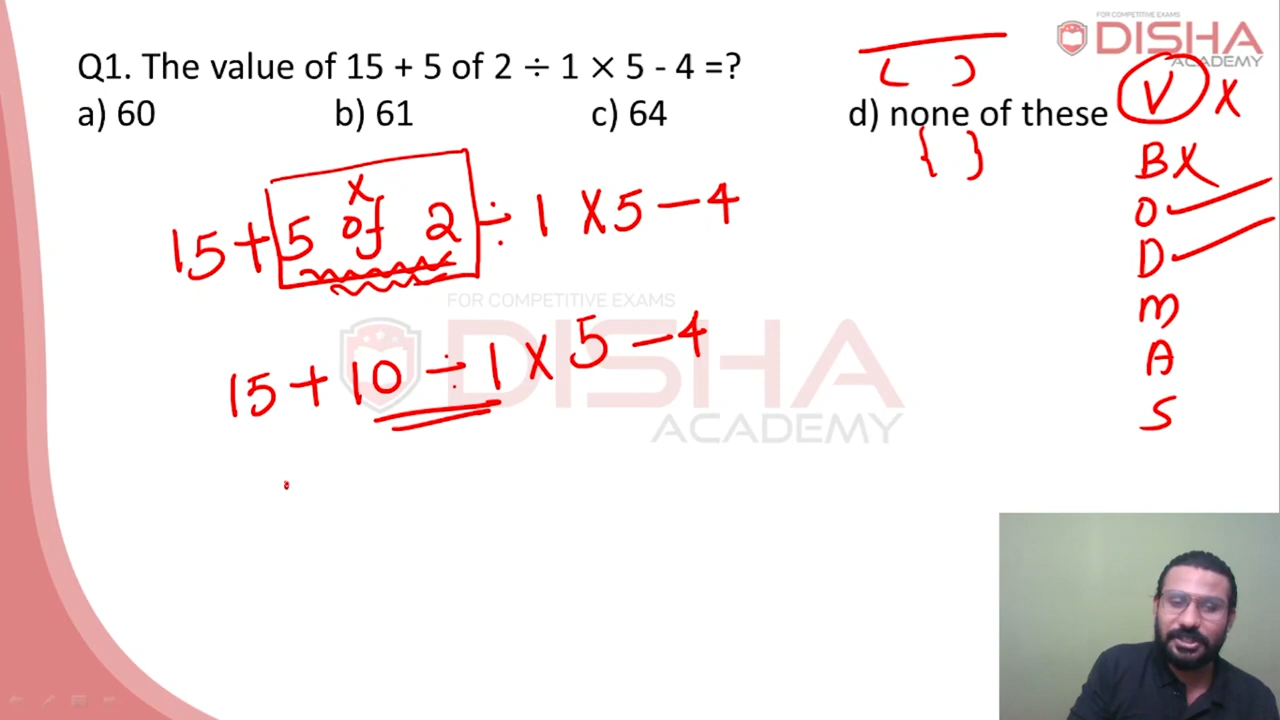 FOR COMPETITIVE EXAMS
DISHA
ACADEMY
Q1. The value of 15 + 5 of 2 ÷ 1 × 5 - 4 =?
a) 60 b) 61 c) 64 d) none of these
( )
{ }
V X
B X
O
D
M
A
S
x
15 + 5 of 2 ÷ 1 × 5 - 4
FOR COMPETITIVE EXAMS
DISHA
ACADEMY
15 + 10 ÷ 1 × 5 - 4